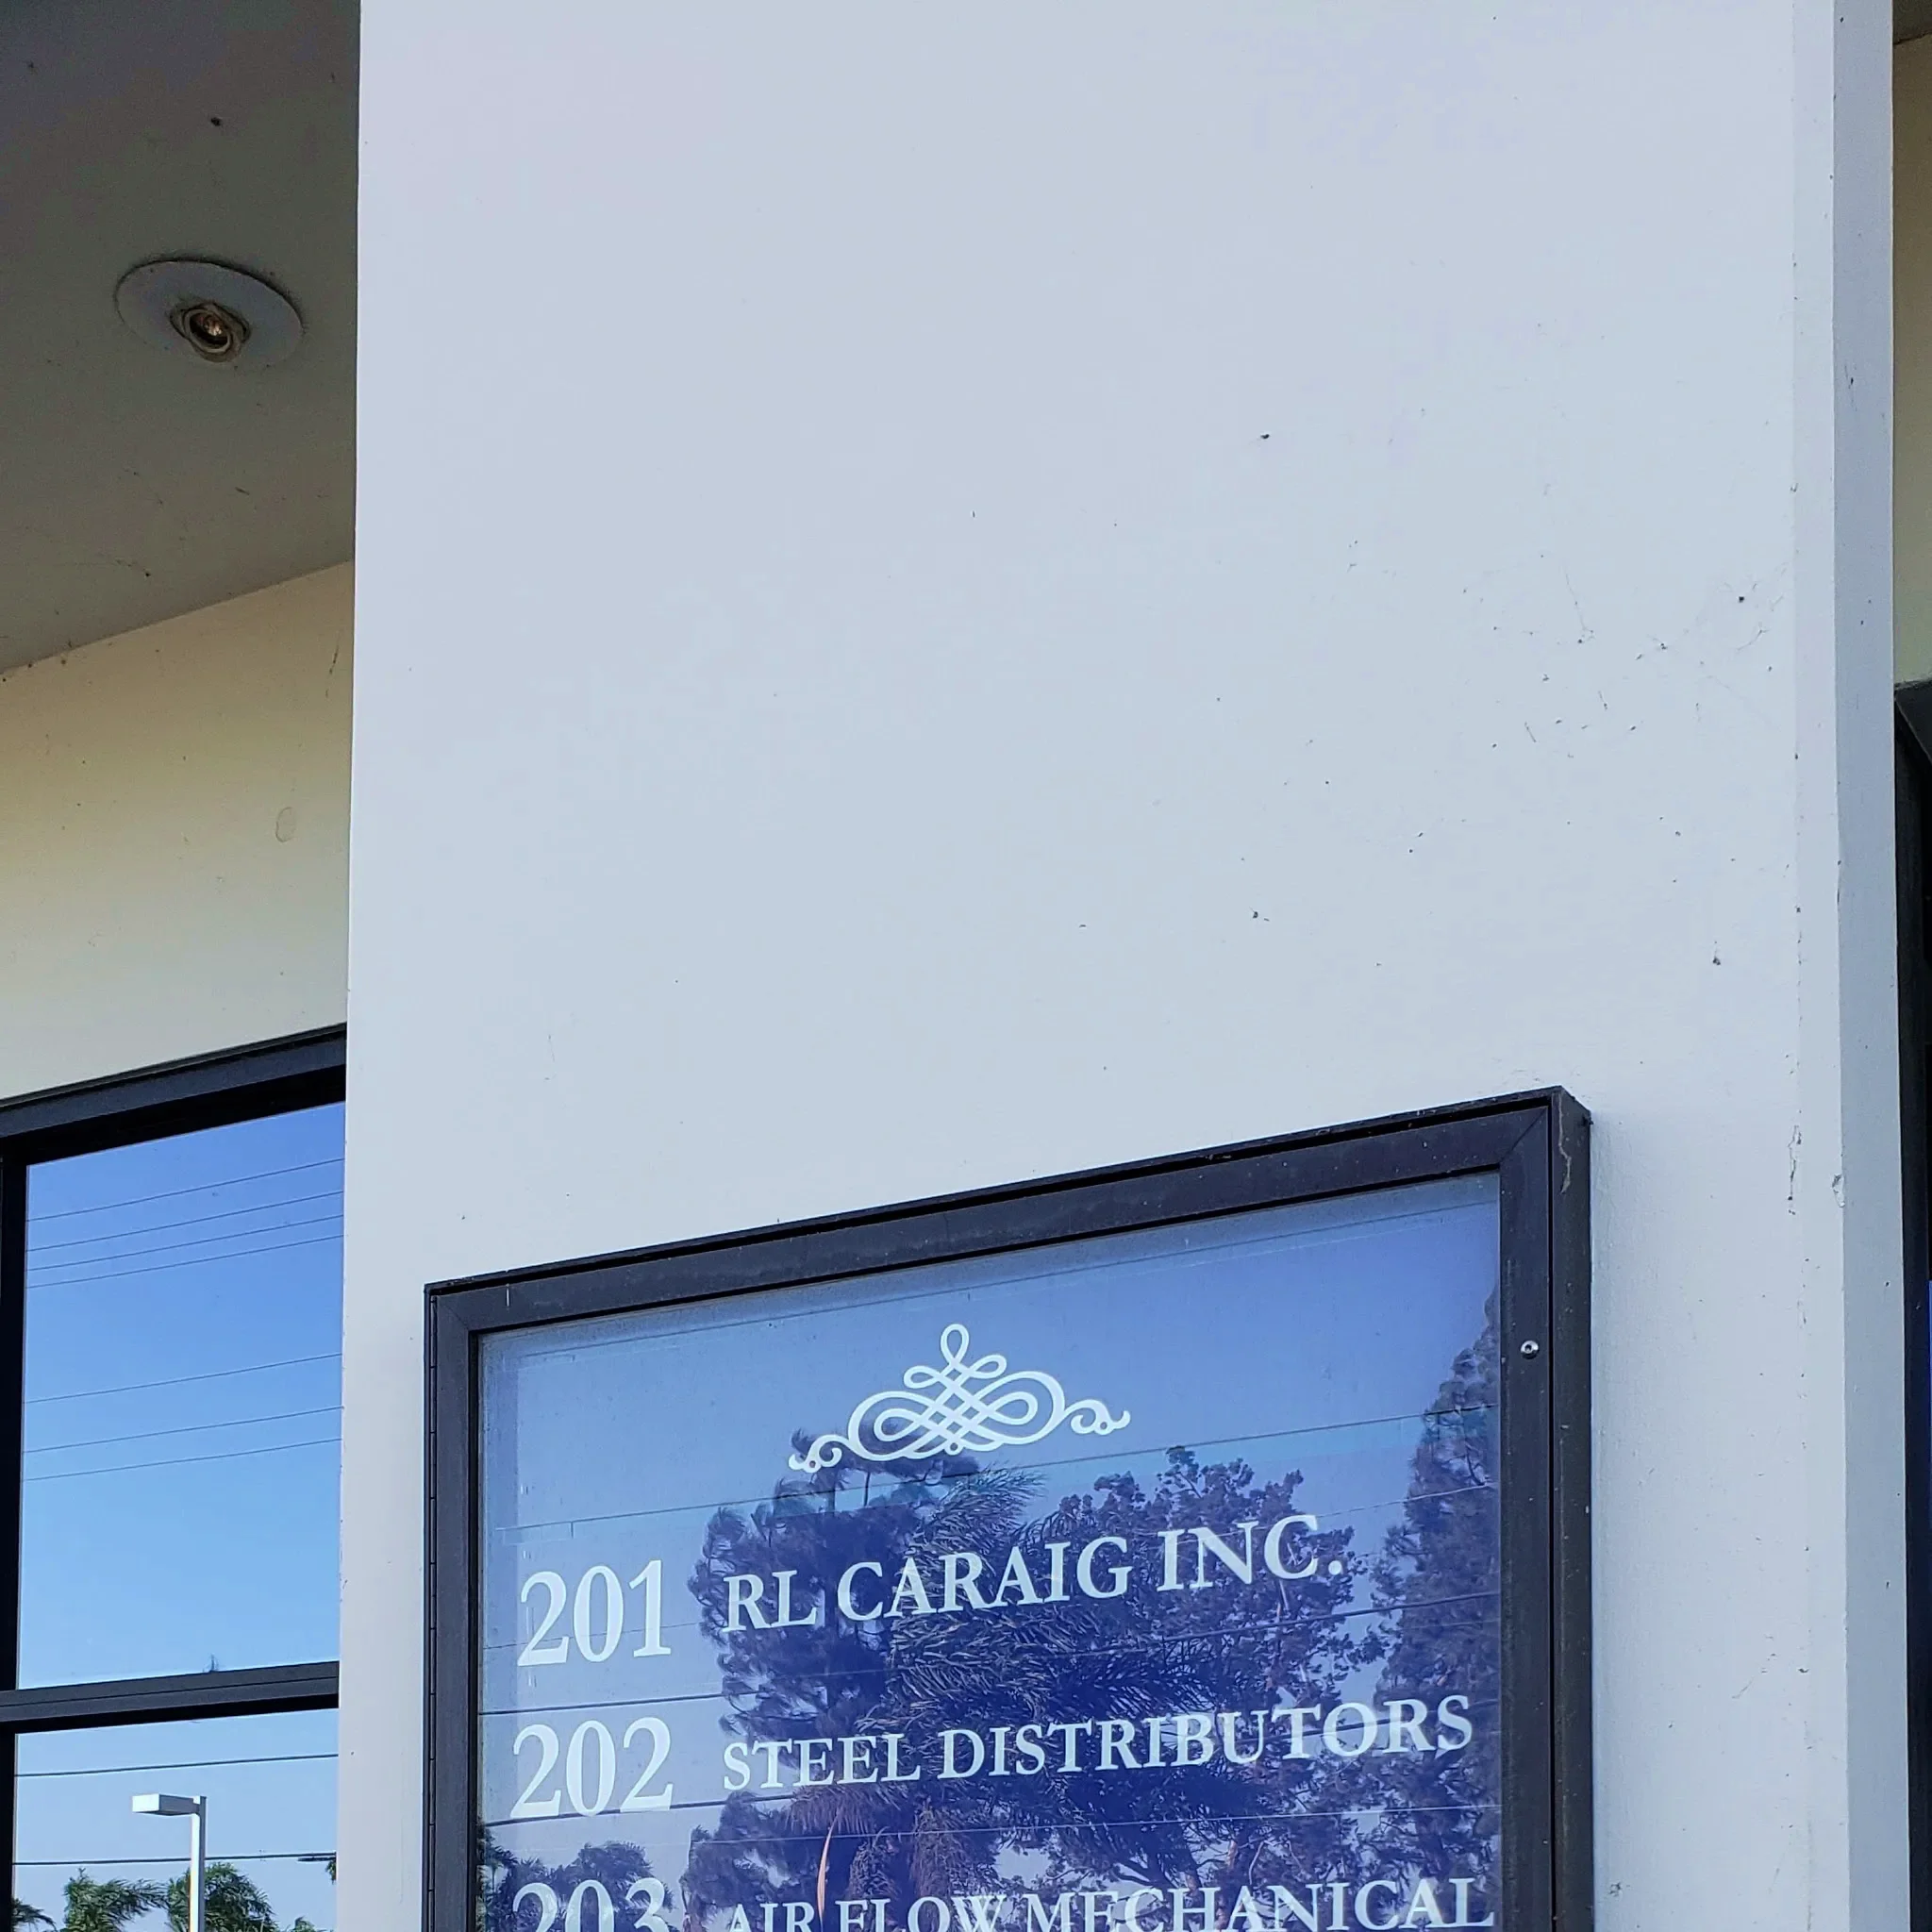 201 RL CARAIG INC.
202 STEEL DISTRIBUTORS
203 AIR FLOW MECHANICAL